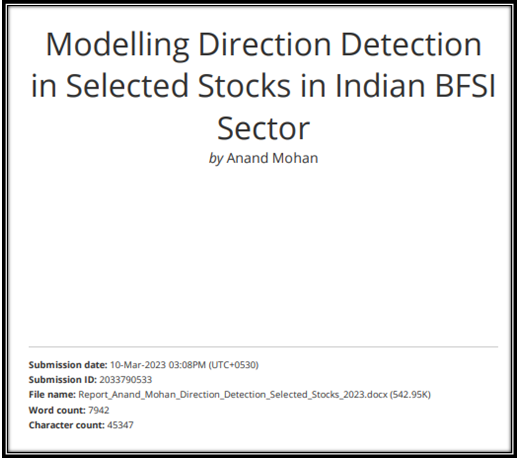 Modelling Direction Detection
in Selected Stocks in Indian BFSI
Sector
by Anand Mohan
Submission date: 10-Mar-2023 03:08PM (UTC+0530)
Submission ID: 2033790533
File name: Report_Anand_Mohan_Direction_Detection_Selected_Stocks_2023.docx (542.95K)
Word count: 7942
Character count: 45347